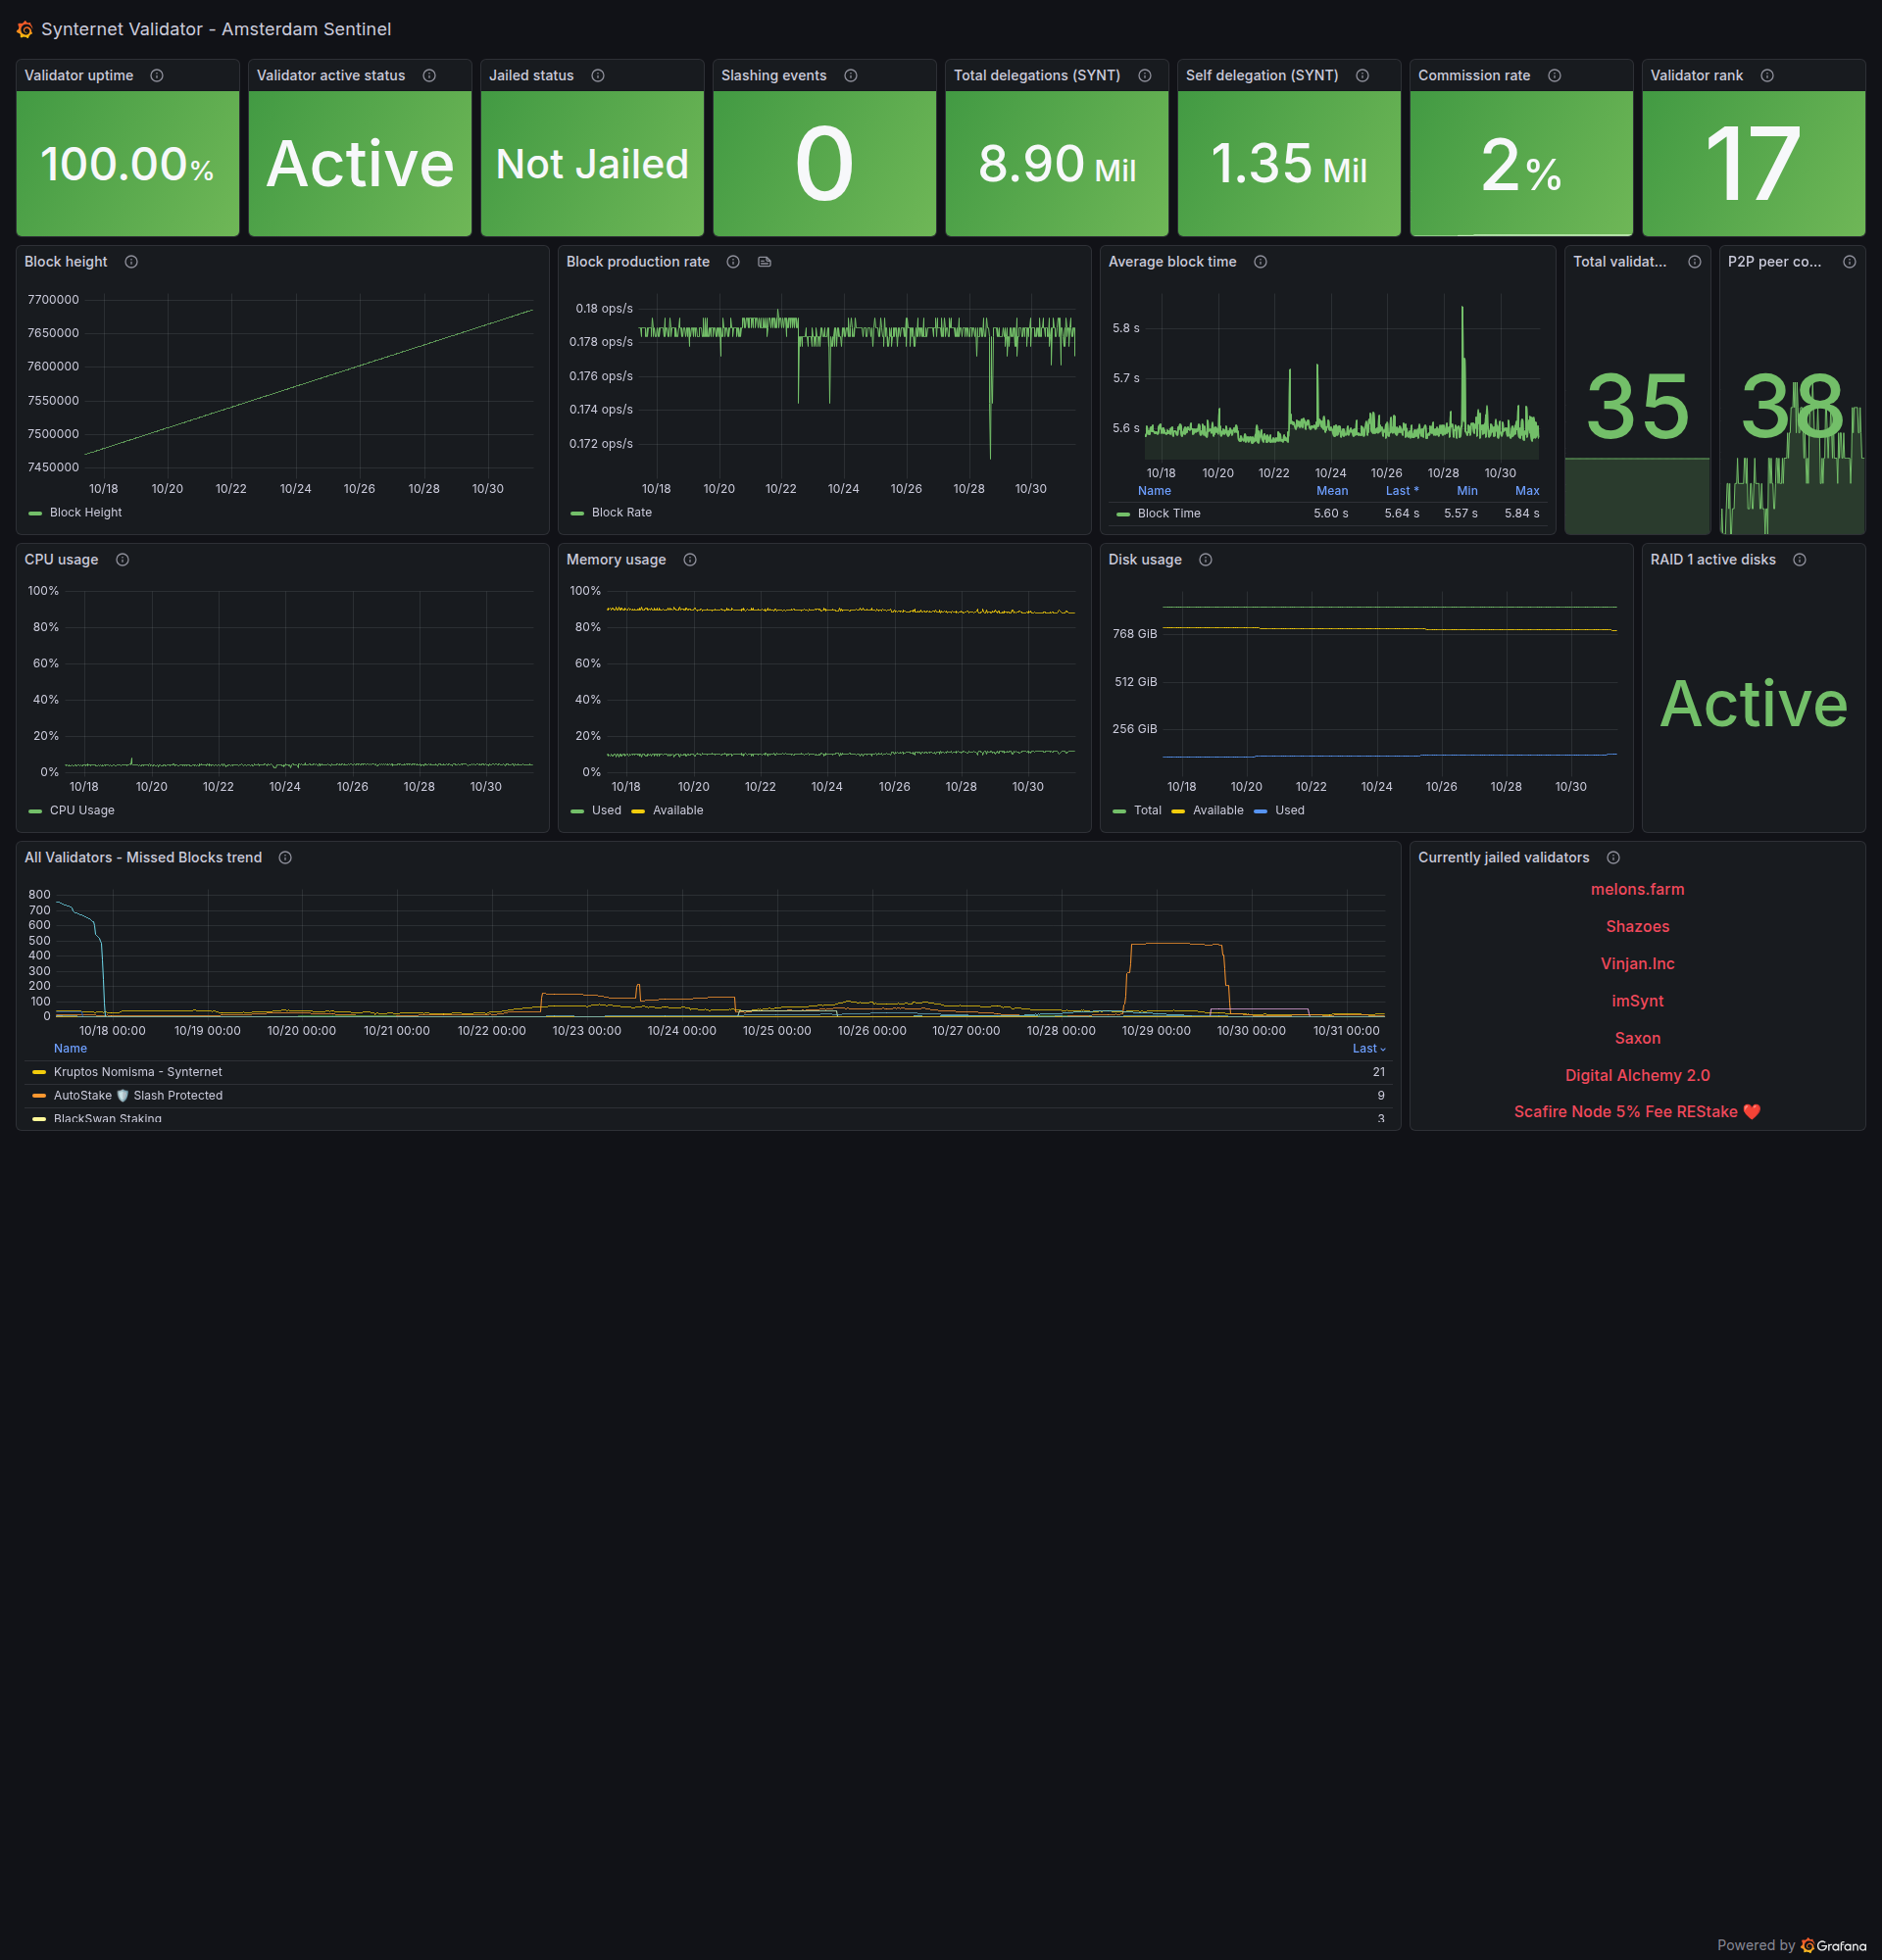 Synternet Validator - Amsterdam Sentinel
Validator uptime
100.00%
Validator active status
Active
Jailed status
Not Jailed
Slashing events
0
Total delegations (SYNT)
8.90 Mil
Self delegation (SYNT)
1.35 Mil
Commission rate
2%
Validator rank
17
Block height
7700000
7650000
7600000
7550000
7500000
7450000
10/18 10/20 10/22 10/24 10/26 10/28 10/30
Block Height
Block production rate
0.18 ops/s
0.178 ops/s
0.176 ops/s
0.174 ops/s
0.172 ops/s
10/18 10/20 10/22 10/24 10/26 10/28 10/30
Block Rate
Average block time
5.8 s
5.7 s
5.6 s
10/18 10/20 10/22 10/24 10/26 10/28 10/30
Name Mean Last * Min Max
Block Time 5.60 s 5.64 s 5.57 s 5.84 s
Total validat...
35
P2P peer co...
38
CPU usage
100%
80%
60%
40%
20%
0%
10/18 10/20 10/22 10/24 10/26 10/28 10/30
CPU Usage
Memory usage
100%
80%
60%
40%
20%
0%
10/18 10/20 10/22 10/24 10/26 10/28 10/30
Used Available
Disk usage
768 GiB
512 GiB
256 GiB
10/18 10/20 10/22 10/24 10/26 10/28 10/30
Total Available Used
RAID 1 active disks
Active
All Validators - Missed Blocks trend
800
700
600
500
400
300
200
100
0
10/18 00:00 10/19 00:00 10/20 00:00 10/21 00:00 10/22 00:00 10/23 00:00 10/24 00:00 10/25 00:00 10/26 00:00 10/27 00:00 10/28 00:00 10/29 00:00 10/30 00:00 10/31 00:00
Name Last
Kruptos Nomisma - Synternet 21
AutoStake 🛡️ Slash Protected 9
BlackSwan Staking 3
Currently jailed validators
melons.farm
Shazoes
Vinjan.Inc
imSynt
Saxon
Digital Alchemy 2.0
Scafire Node 5% Fee REStake ❤️
Powered by Grafana